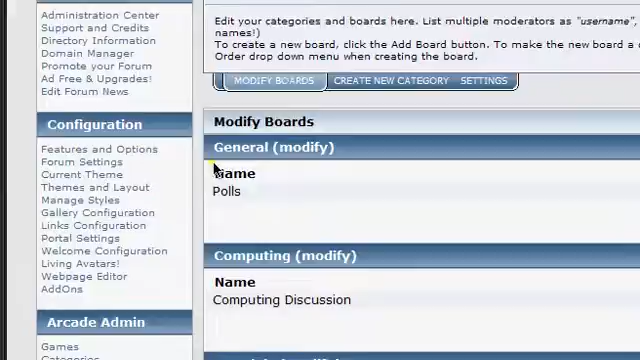 Administration Center
Support and Credits
Directory Information
Domain Manager
Promote your Forum
Ad Free & Upgrades!
Edit Forum News
Configuration
Features and Options
Forum Settings
Current Theme
Themes and Layout
Manage Styles
Gallery Configuration
Links Configuration
Portal Settings
Welcome Configuration
Living Avatars!
Webpage Editor
AddOns
Arcade Admin
Games
Categories
Edit your categories and boards here. List multiple moderators as "username",
names!)
To create a new board, click the Add Board button. To make the new board a
Order drop down menu when creating the board.
MODIFY BOARDS CREATE NEW CATEGORY SETTINGS
Modify Boards
General (modify)
Name
Polls
Computing (modify)
Name
Computing Discussion